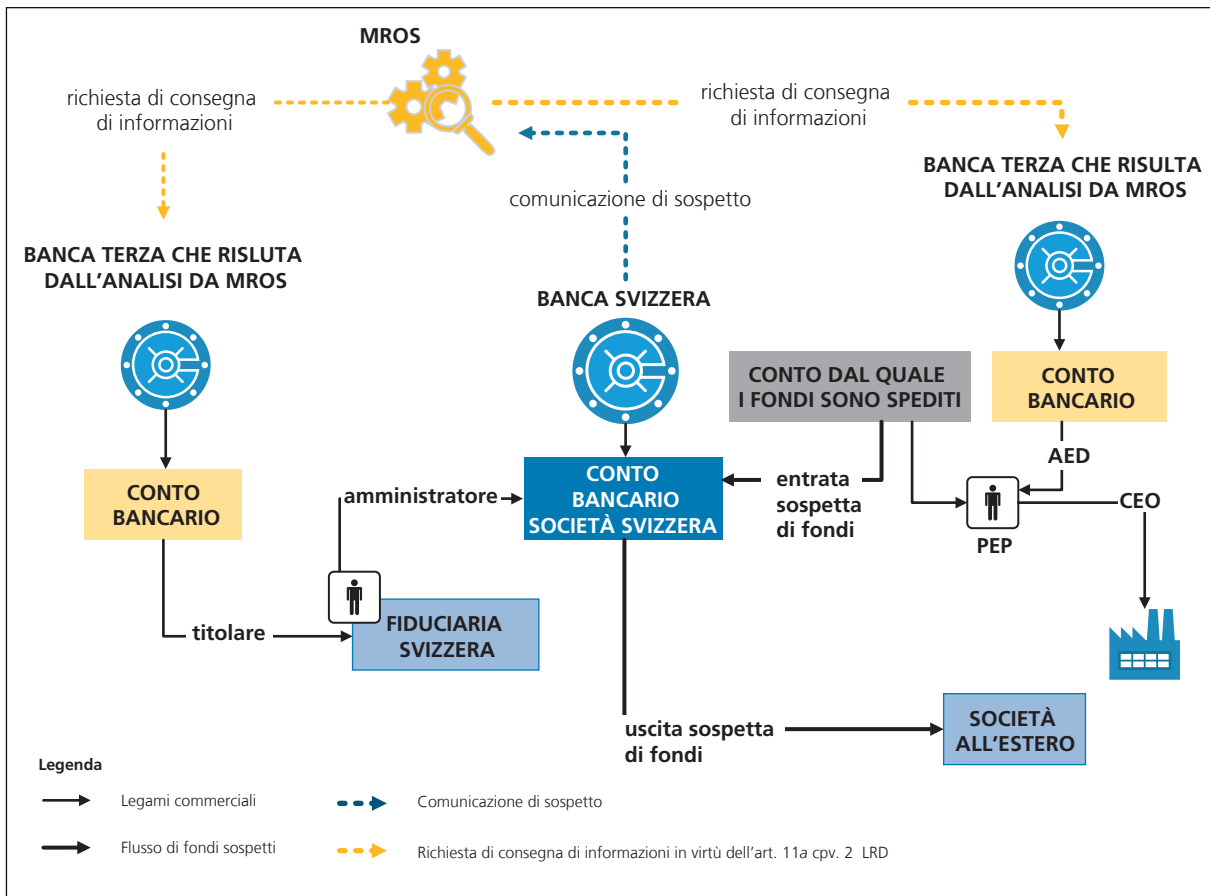 MROS
richiesta di consegna
di informazioni
richiesta di consegna
di informazioni
comunicazione di sospetto
BANCA TERZA CHE RISULTA
DALL'ANALISI DA MROS
BANCA TERZA CHE RISLUTA
DALL'ANALISI DA MROS
BANCA SVIZZERA
CONTO DAL QUALE
I FONDI SONO SPEDITI
CONTO
BANCARIO
AED
CONTO
BANCARIO
amministratore
CONTO
BANCARIO
SOCIETÀ SVIZZERA
entrata
sospetta
di fondi
CEO
PEP
titolare
FIDUCIARIA
SVIZZERA
uscita sospetta
di fondi
SOCIETÀ
ALL'ESTERO
Legenda
Legami commerciali
Comunicazione di sospetto
Flusso di fondi sospetti
Richiesta di consegna di informazioni in virtù dell'art. 11a cpv. 2 LRD